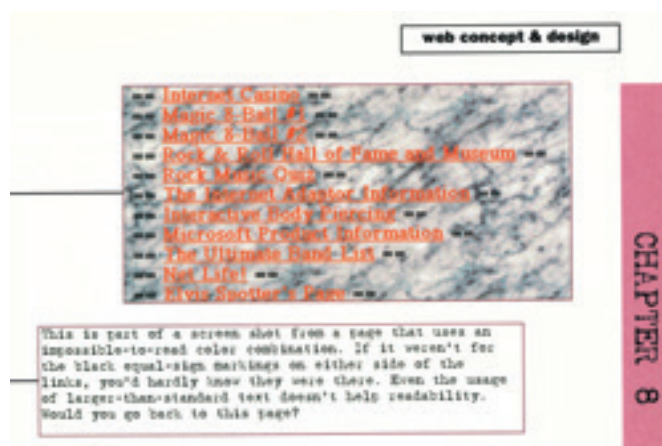 web concept & design
== Internet Casino ==
== Magic 8-Ball #1 ==
== Magic 8-Ball #2 ==
== Rock & Roll Hall of Fame and Museum ==
== Rock Music Quiz ==
== The Internet Adaptor Information ==
== Interactive Body Piercing ==
== Microsoft Product Information ==
== The Ultimate Band List ==
== Net Life! ==
== Elvis Spotter's Page ==
CHAPTER 8
This is part of a screen shot from a page that uses an
impossible-to-read color combination. If it weren't for
the black equal-sign markings on either side of the
links, you'd hardly know they were there. Even the usage
of larger-than-standard text doesn't help readability.
Would you go back to this page?